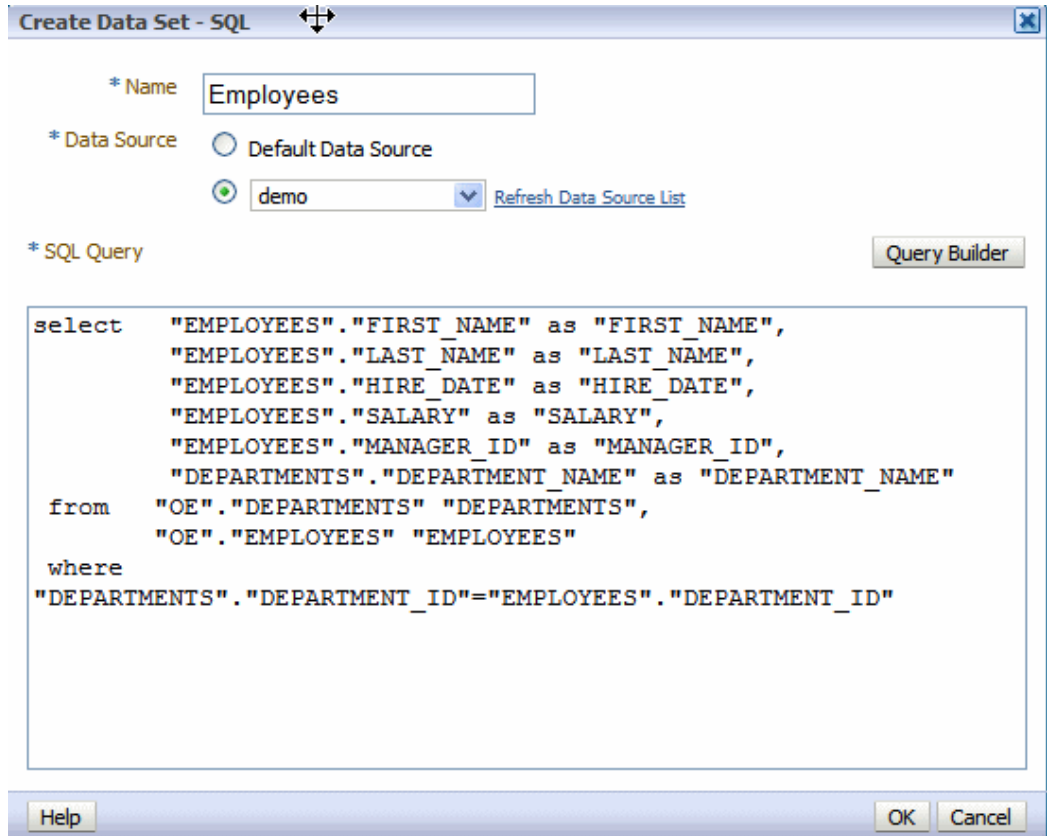 Create Data Set - SQL
* Name Employees
* Data Source Default Data Source
demo Refresh Data Source List
* SQL Query Query Builder
select "EMPLOYEES"."FIRST_NAME" as "FIRST_NAME",
"EMPLOYEES"."LAST_NAME" as "LAST_NAME",
"EMPLOYEES"."HIRE_DATE" as "HIRE_DATE",
"EMPLOYEES"."SALARY" as "SALARY",
"EMPLOYEES"."MANAGER_ID" as "MANAGER_ID",
"DEPARTMENTS"."DEPARTMENT_NAME" as "DEPARTMENT_NAME"
from "OE"."DEPARTMENTS" "DEPARTMENTS",
"OE"."EMPLOYEES" "EMPLOYEES"
where
"DEPARTMENTS"."DEPARTMENT_ID"="EMPLOYEES"."DEPARTMENT_ID"
Help OK Cancel